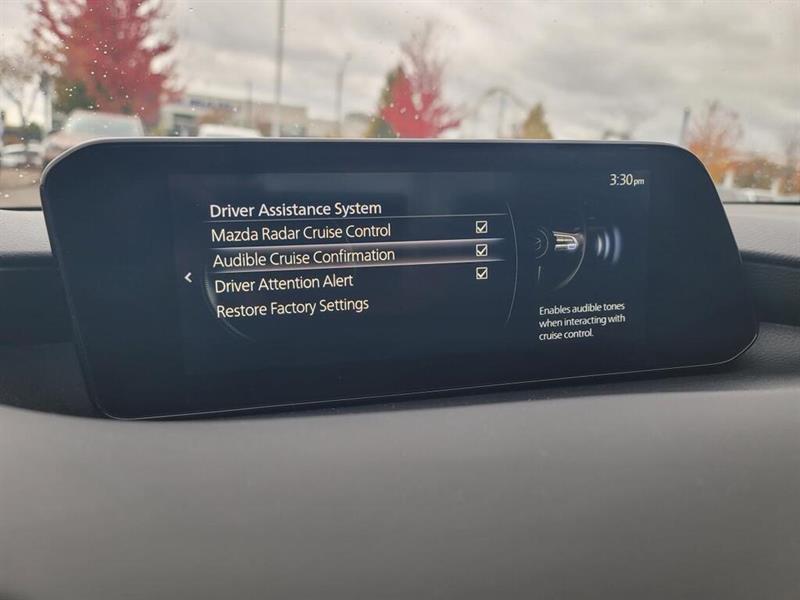 3:30pm
Driver Assistance System
Mazda Radar Cruise Control
Audible Cruise Confirmation
Driver Attention Alert
Restore Factory Settings
Enables audible tones
when interacting with
cruise control.